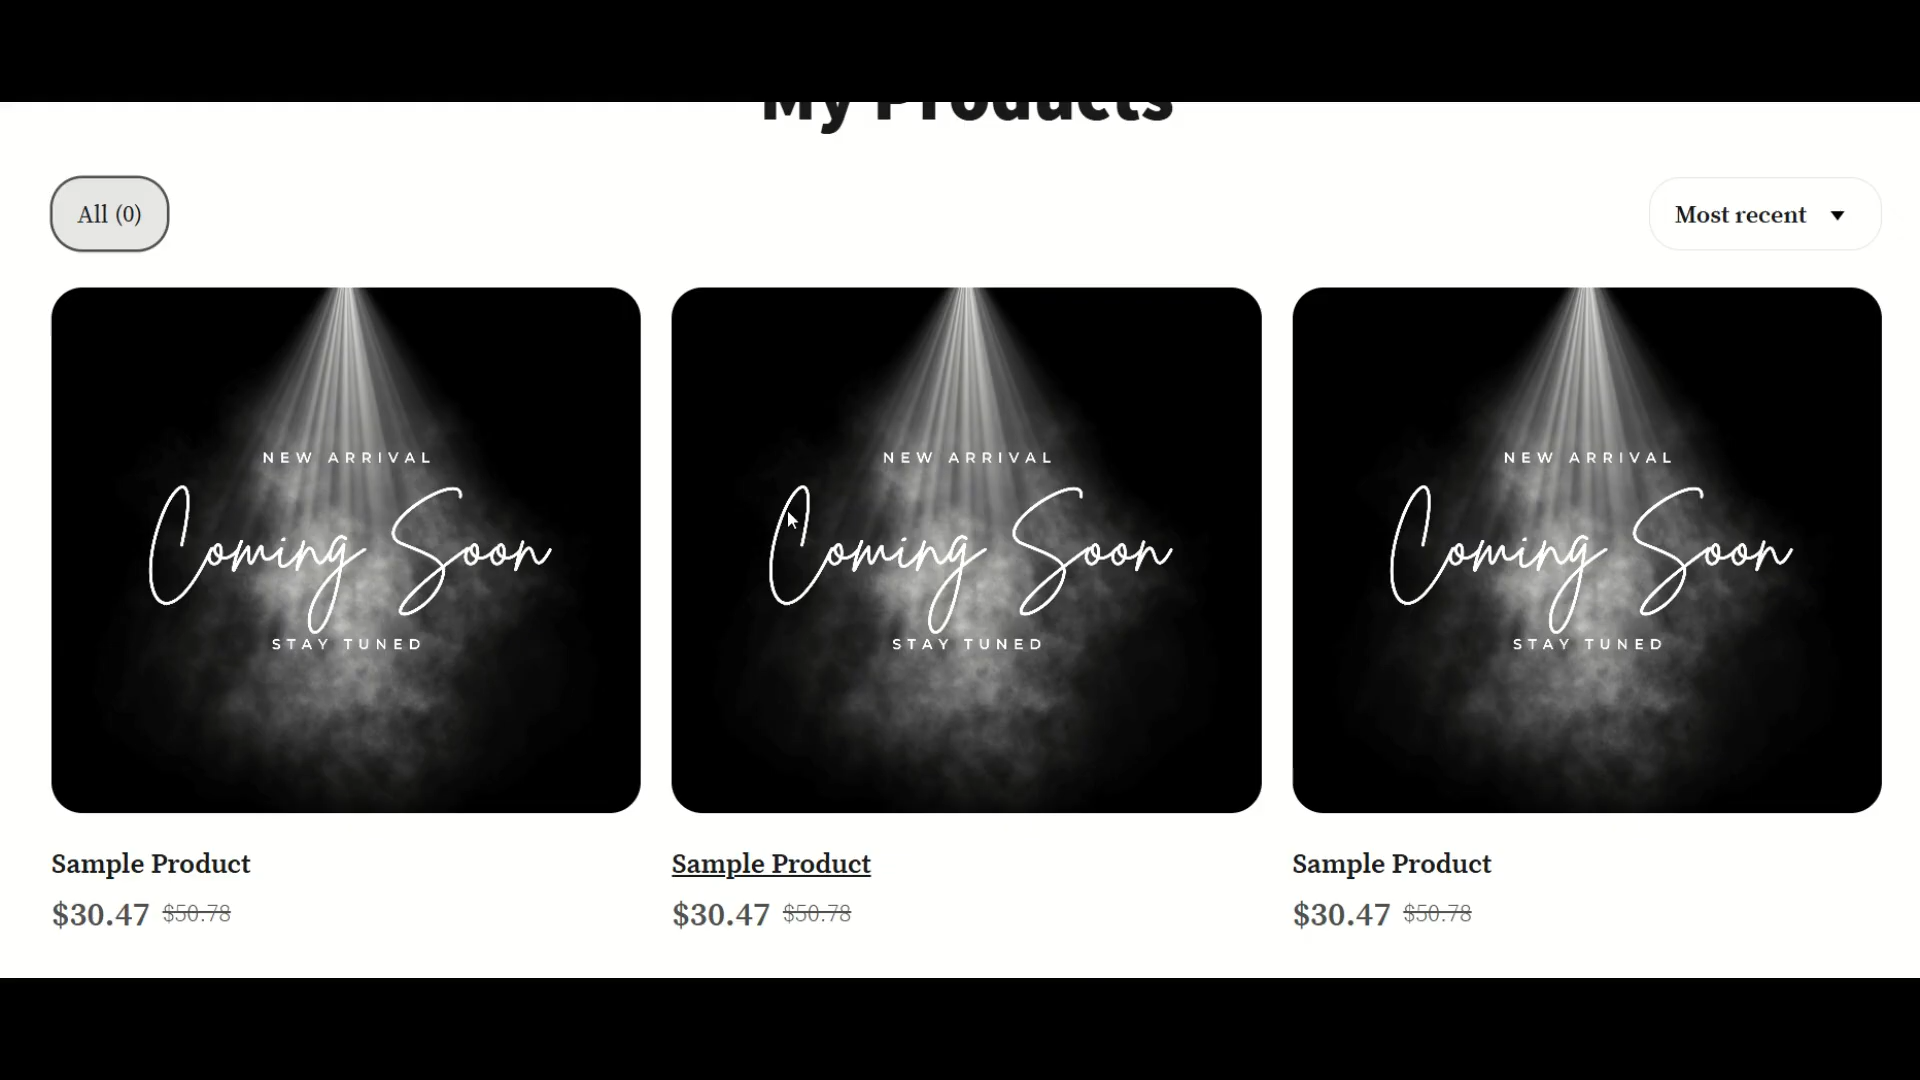 My Products
All (0)
Most recent
NEW ARRIVAL
Coming Soon
STAY TUNED
Sample Product
$30.47 $50.78
NEW ARRIVAL
Coming Soon
STAY TUNED
Sample Product
$30.47 $50.78
NEW ARRIVAL
Coming Soon
STAY TUNED
Sample Product
$30.47 $50.78